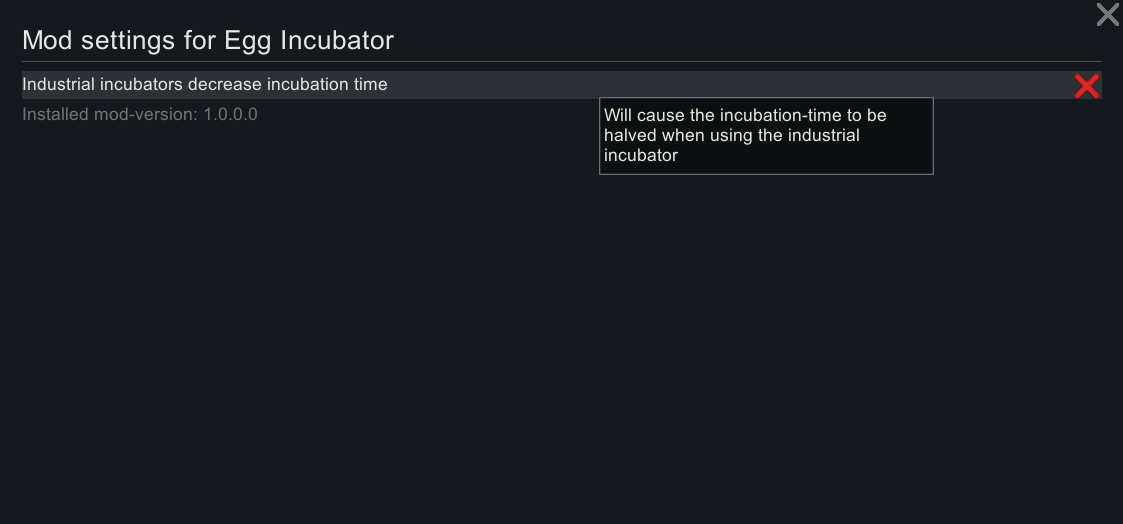 Mod settings for Egg Incubator
Industrial incubators decrease incubation time
Installed mod-version: 1.0.0.0
Will cause the incubation-time to be
halved when using the industrial
incubator